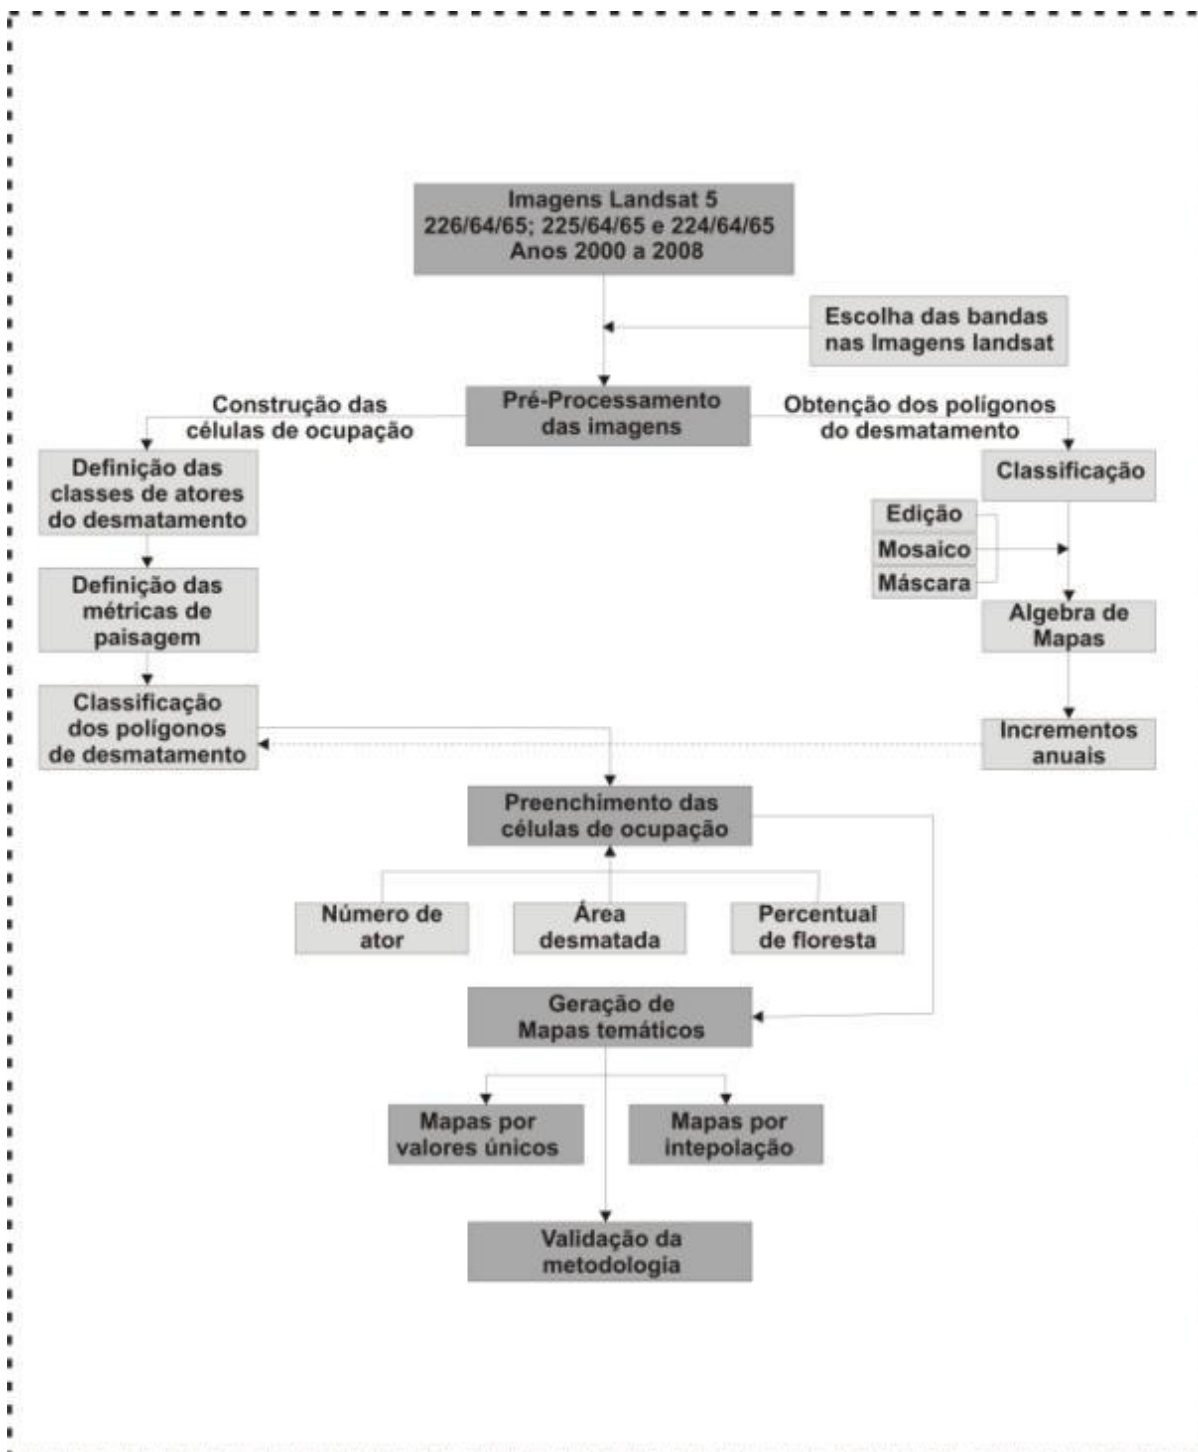 Imagens Landsat 5
226/64/65; 225/64/65 e 224/64/65
Anos 2000 a 2008
Escolha das bandas
nas Imagens landsat
Pré-Processamento
das imagens
Construção das
células de ocupação
Obtenção dos polígonos
do desmatamento
Definição das
classes de atores
do desmatamento
Classificação
Edição
Mosaico
Máscara
Definição das
métricas de
paisagem
Algebra de
Mapas
Classificação
dos polígonos
de desmatamento
Incrementos
anuais
Preenchimento das
células de ocupação
Número de
ator
Área
desmatada
Percentual
de floresta
Geração de
Mapas temáticos
Mapas por
valores únicos
Mapas por
intepolação
Validação da
metodologia